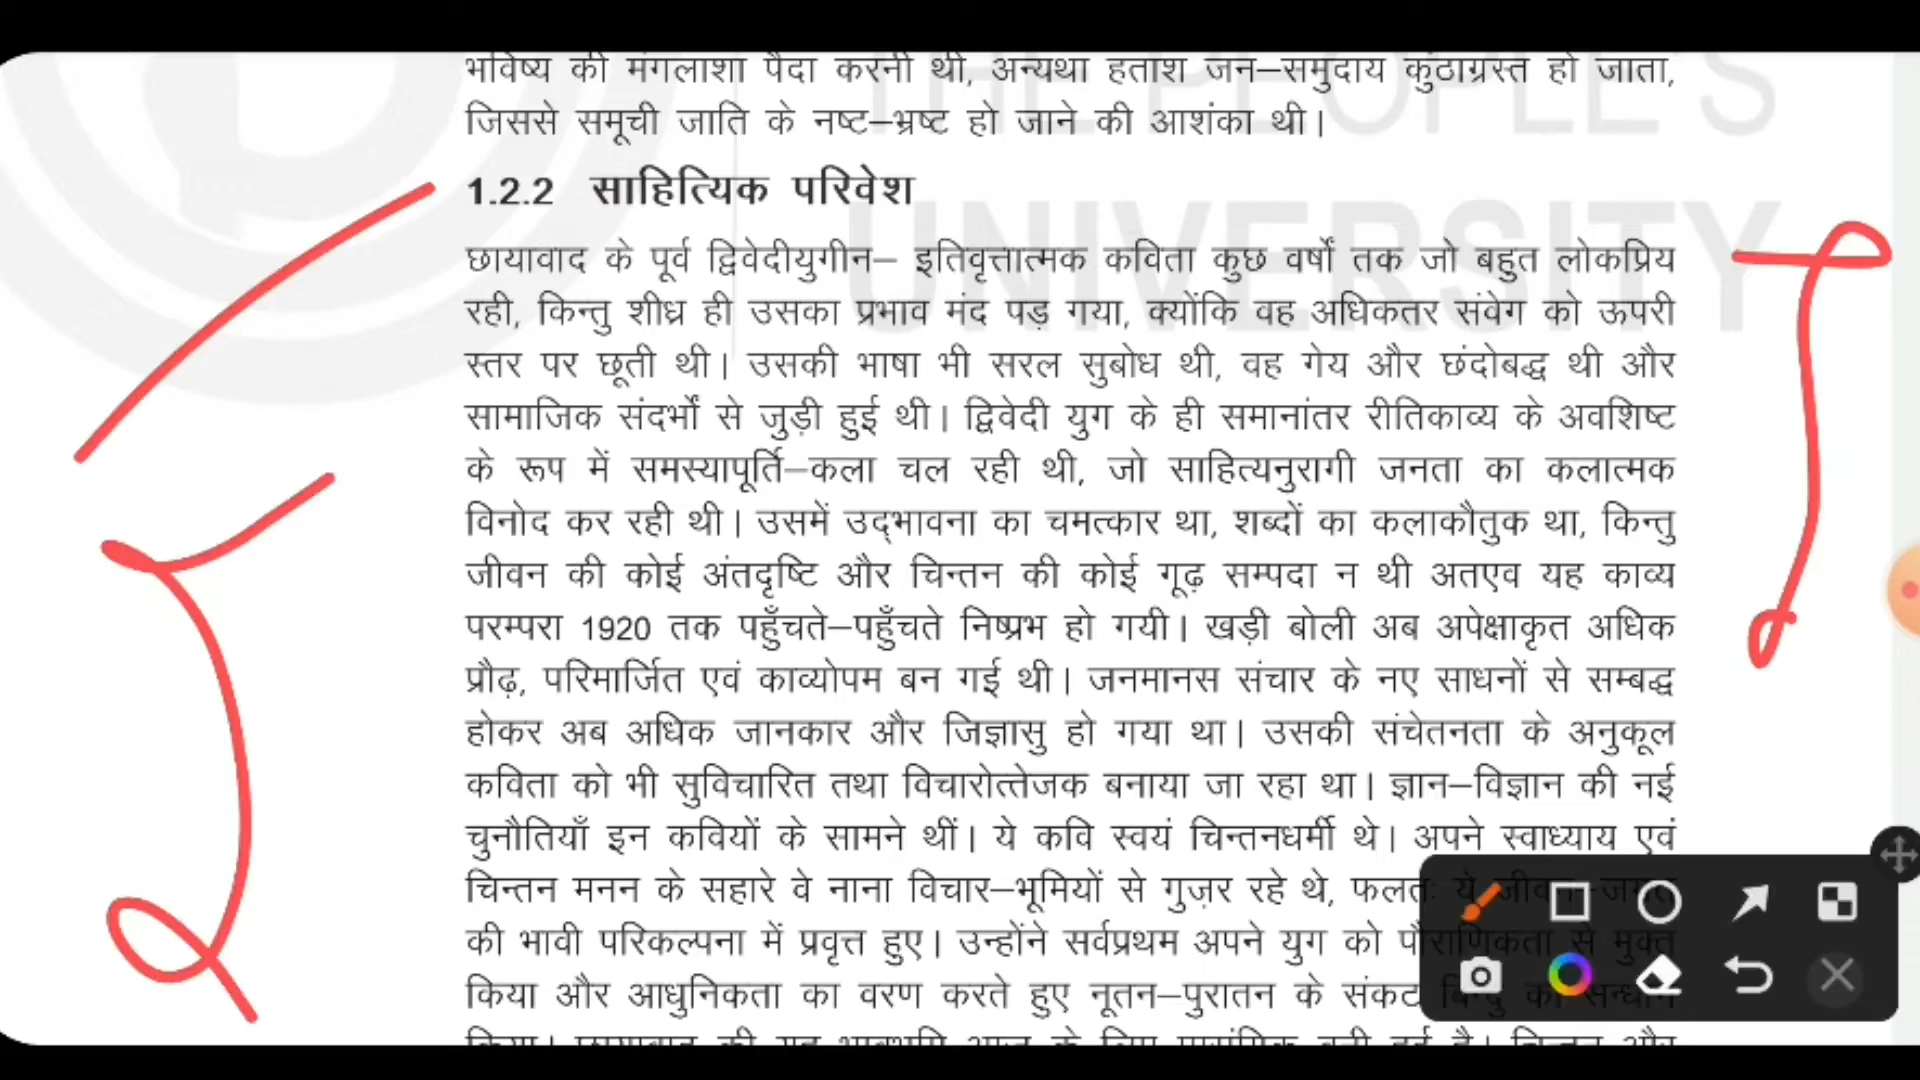 भविष्य की मंगलाशा पैदा करनी थी, अन्यथा हताश जन–समुदाय कुंठाग्रस्त हो जाता,
जिससे समूची जाति के नष्ट–भ्रष्ट हो जाने की आशंका थी।
THE PEOPLE'S
1.2.2 साहित्यिक परिवेश
UNIVERSITY
छायावाद के पूर्व द्विवेदीयुगीन– इतिवृत्तात्मक कविता कुछ वर्षों तक जो बहुत लोकप्रिय
रही, किन्तु शीध्र ही उसका प्रभाव मंद पड़ गया, क्योंकि वह अधिकतर संवेग को ऊपरी
स्तर पर छूती थी। उसकी भाषा भी सरल सुबोध थी, वह गेय और छंदोबद्ध थी और
सामाजिक संदर्भों से जुड़ी हुई थी। द्विवेदी युग के ही समानांतर रीतिकाव्य के अवशिष्ट
के रूप में समस्यापूर्ति–कला चल रही थी, जो साहित्यनुरागी जनता का कलात्मक
विनोद कर रही थी। उसमें उद्‌भावना का चमत्कार था, शब्दों का कलाकौतुक था, किन्तु
जीवन की कोई अंतदृष्टि और चिन्तन की कोई गूढ़ सम्पदा न थी अतएव यह काव्य
परम्परा 1920 तक पहुँचते–पहुँचते निष्प्रभ हो गयी। खड़ी बोली अब अपेक्षाकृत अधिक
प्रौढ़, परिमार्जित एवं काव्योपम बन गई थी। जनमानस संचार के नए साधनों से सम्बद्ध
होकर अब अधिक जानकार और जिज्ञासु हो गया था। उसकी संचेतनता के अनुकूल
कविता को भी सुविचारित तथा विचारोत्तेजक बनाया जा रहा था। ज्ञान–विज्ञान की नई
चुनौतियाँ इन कवियों के सामने थीं। ये कवि स्वयं चिन्तनधर्मी थे। अपने स्वाध्याय एवं
चिन्तन मनन के सहारे वे नाना विचार–भूमियों से गुज़र रहे थे, फलतः ये जीवन–जगत
की भावी परिकल्पना में प्रवृत्त हुए। उन्होंने सर्वप्रथम अपने युग को पौराणिकता से मुक्त
किया और आधुनिकता का वरण करते हुए नूतन–पुरातन के संकट बिन्दु का सन्धान